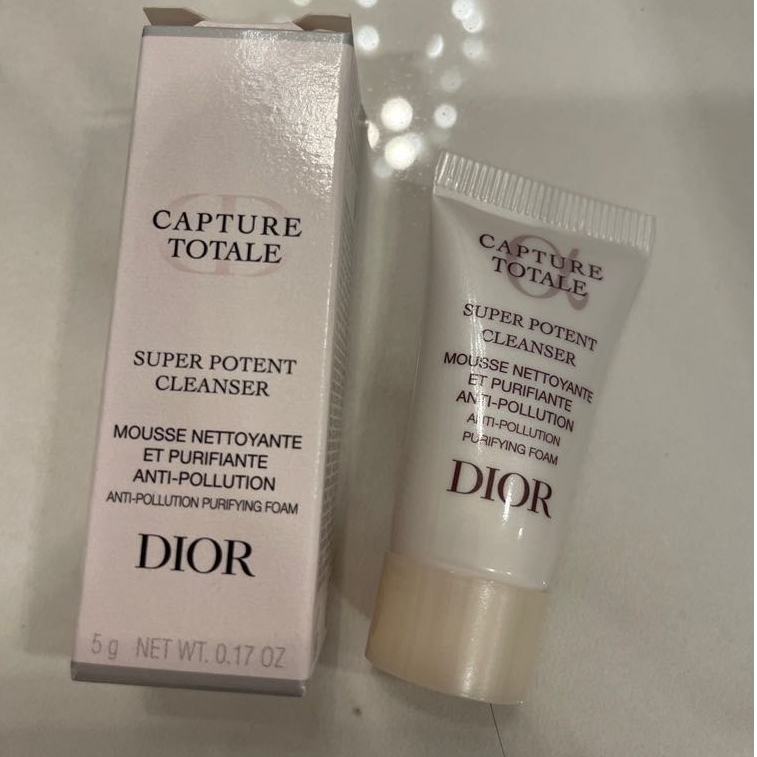 CAPTURE
TOTALE
SUPER POTENT
CLEANSER
MOUSSE NETTOYANTE
ET PURIFIANTE
ANTI-POLLUTION
ANTI-POLLUTION PURIFYING FOAM
DIOR
5 g NET WT. 0.17 OZ
CAPTURE
TOTALE
SUPER POTENT
CLEANSER
MOUSSE NETTOYANTE
ET PURIFIANTE
ANTI-POLLUTION
ANTI-POLLUTION
PURIFYING FOAM
DIOR